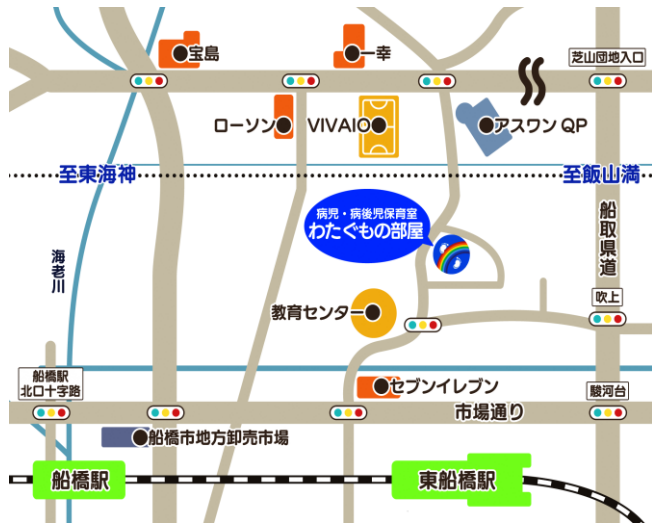 宝島
一幸
芝山団地入口
ローソン
VIVAIO
アスワン QP
至東海神
至飯山満
病児・病後児保育室
わたぐもの部屋
船取県道
海老川
教育センター
吹上
船橋駅
北口十字路
セブンイレブン
駿河台
市場通り
船橋市地方卸売市場
船橋駅
東船橋駅